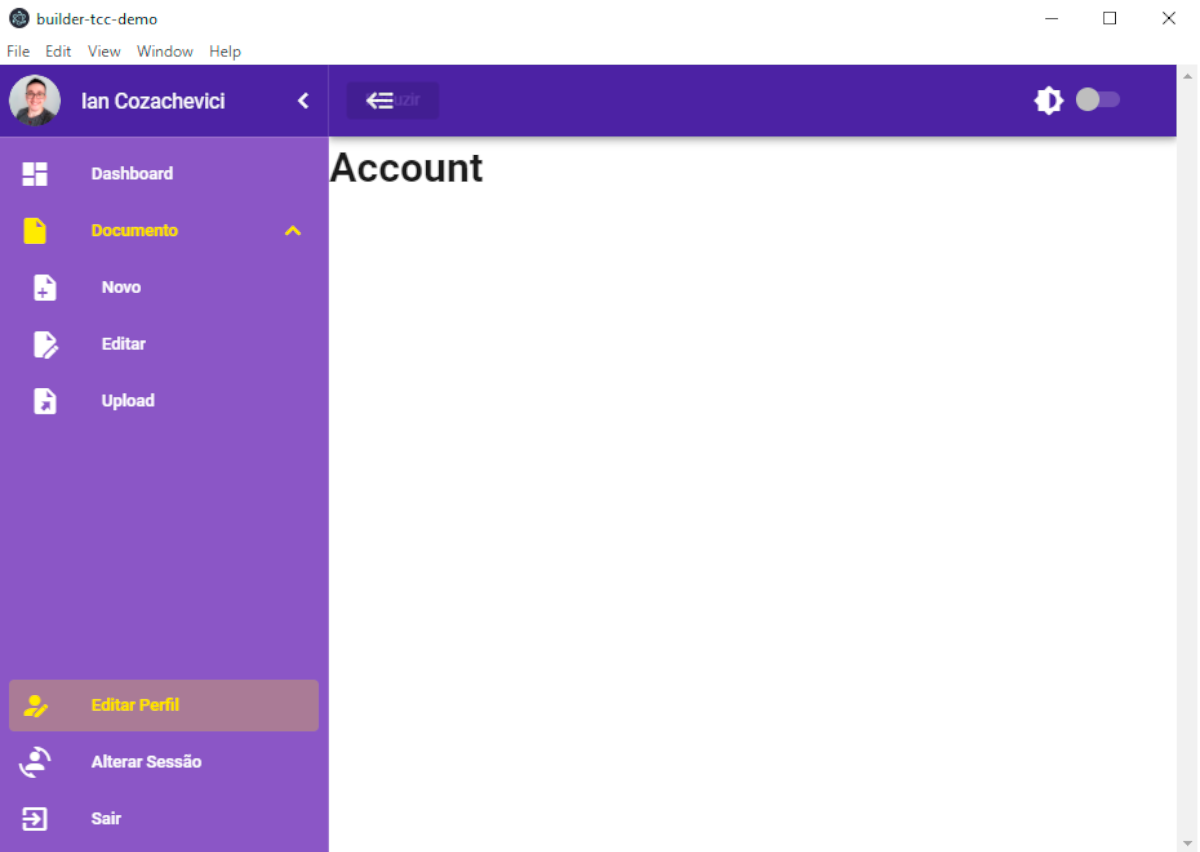 builder-tcc-demo
File Edit View Window Help
Ian Cozachevici
Dashboard
Account
Documento
Novo
Editar
Upload
Editar Perfil
Alterar Sessão
Sair